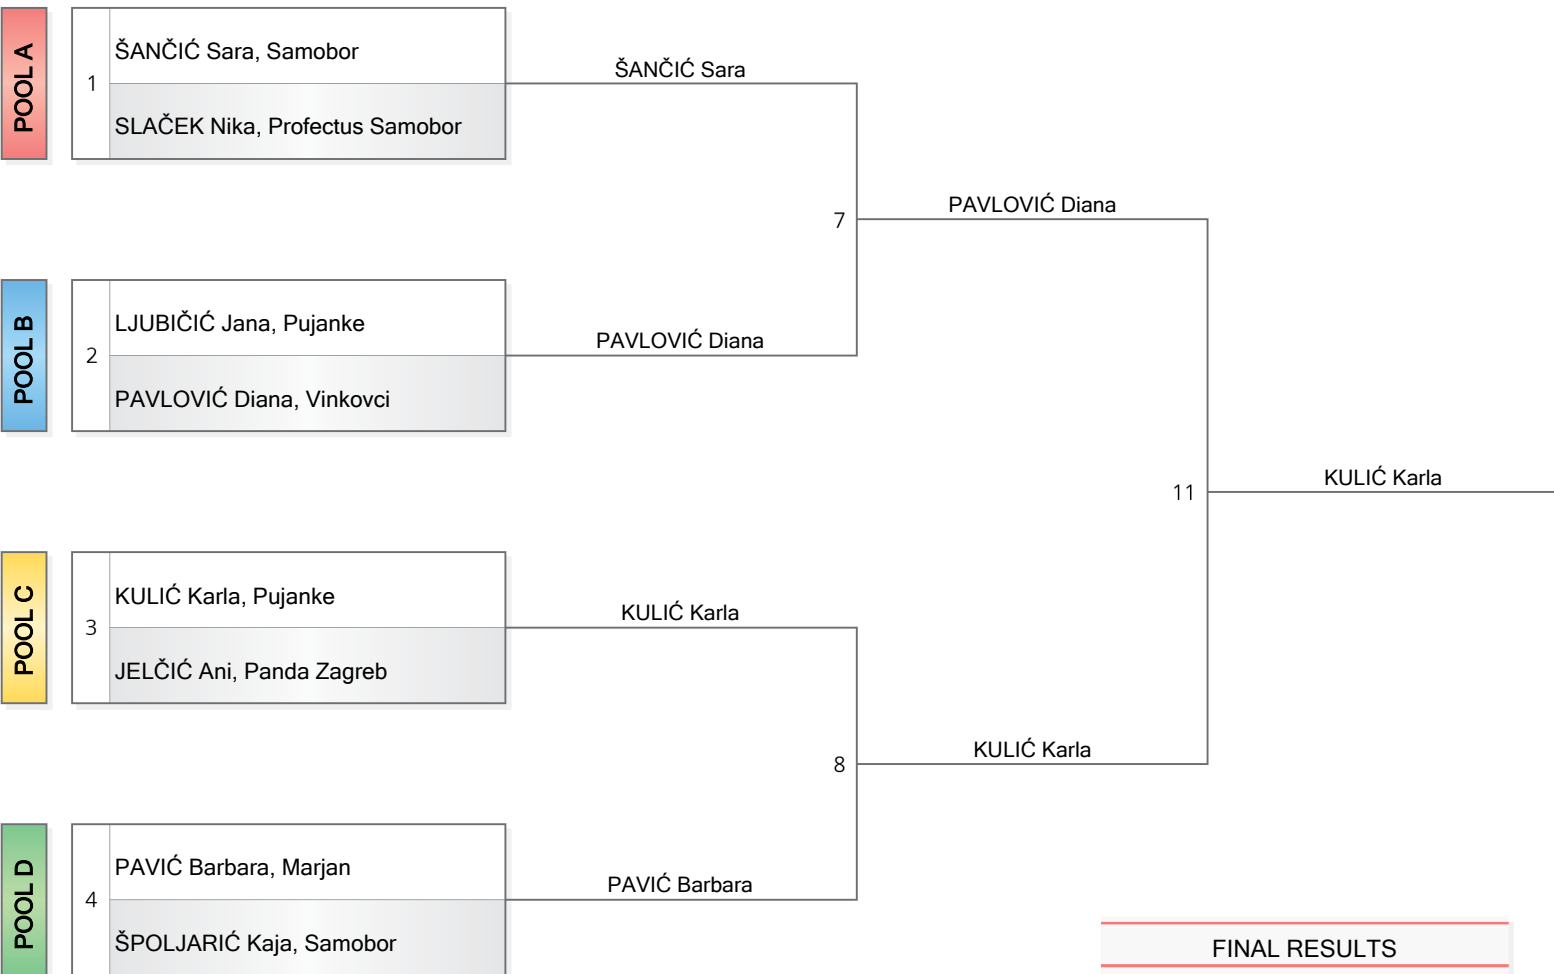 POOL A
1
ŠANČIĆ Sara, Samobor
SLAČEK Nika, Profectus Samobor
ŠANČIĆ Sara
7
PAVLOVIĆ Diana
POOL B
2
LJUBIČIĆ Jana, Pujanke
PAVLOVIĆ Diana, Vinkovci
PAVLOVIĆ Diana
11
KULIĆ Karla
POOL C
3
KULIĆ Karla, Pujanke
JELČIĆ Ani, Panda Zagreb
KULIĆ Karla
8
KULIĆ Karla
POOL D
4
PAVIĆ Barbara, Marjan
ŠPOLJARIĆ Kaja, Samobor
PAVIĆ Barbara
FINAL RESULTS